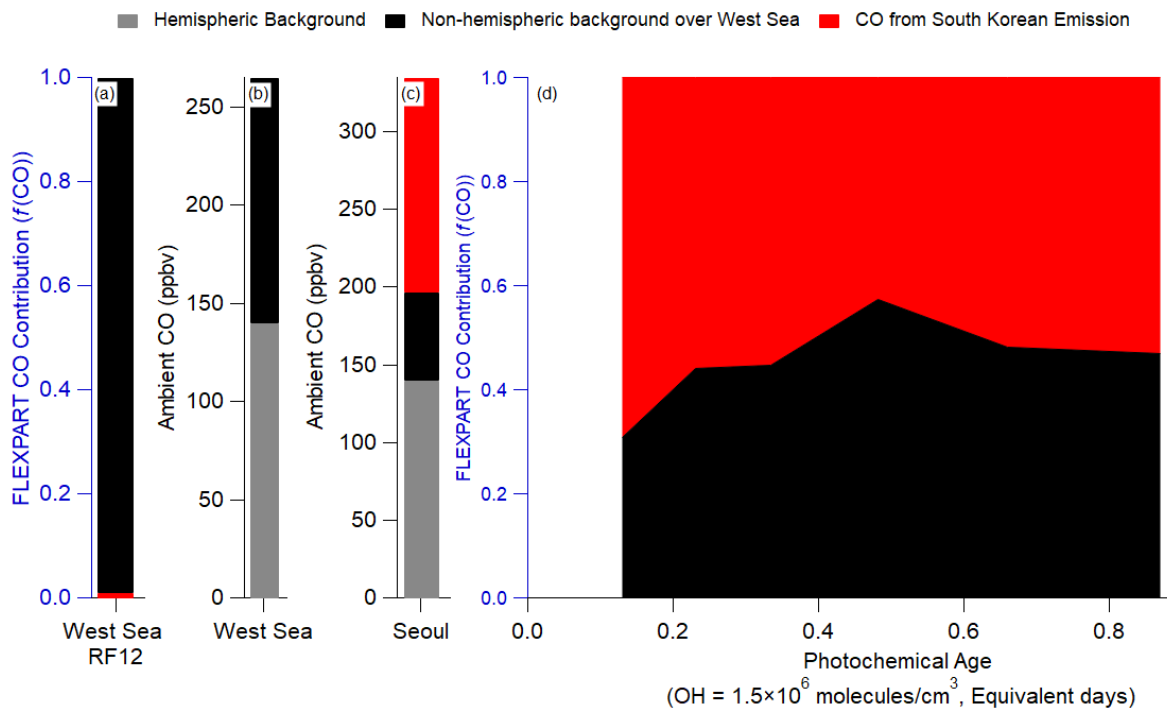 Hemispheric Background Non-hemispheric background over West Sea CO from South Korean Emission
(a)
FLEXPART CO Contribution (f(CO))
1.0
0.8
0.6
0.4
0.2
0.0
West Sea
RF12
(b)
Ambient CO (ppbv)
250
200
150
100
50
0
West Sea
(c)
Ambient CO (ppbv)
300
250
200
150
100
50
0
Seoul
(d)
FLEXPART CO Contribution (f(CO))
1.0
0.8
0.6
0.4
0.2
0.0
0.0 0.2 0.4 0.6 0.8
Photochemical Age
(OH = 1.5×10⁶ molecules/cm³, Equivalent days)